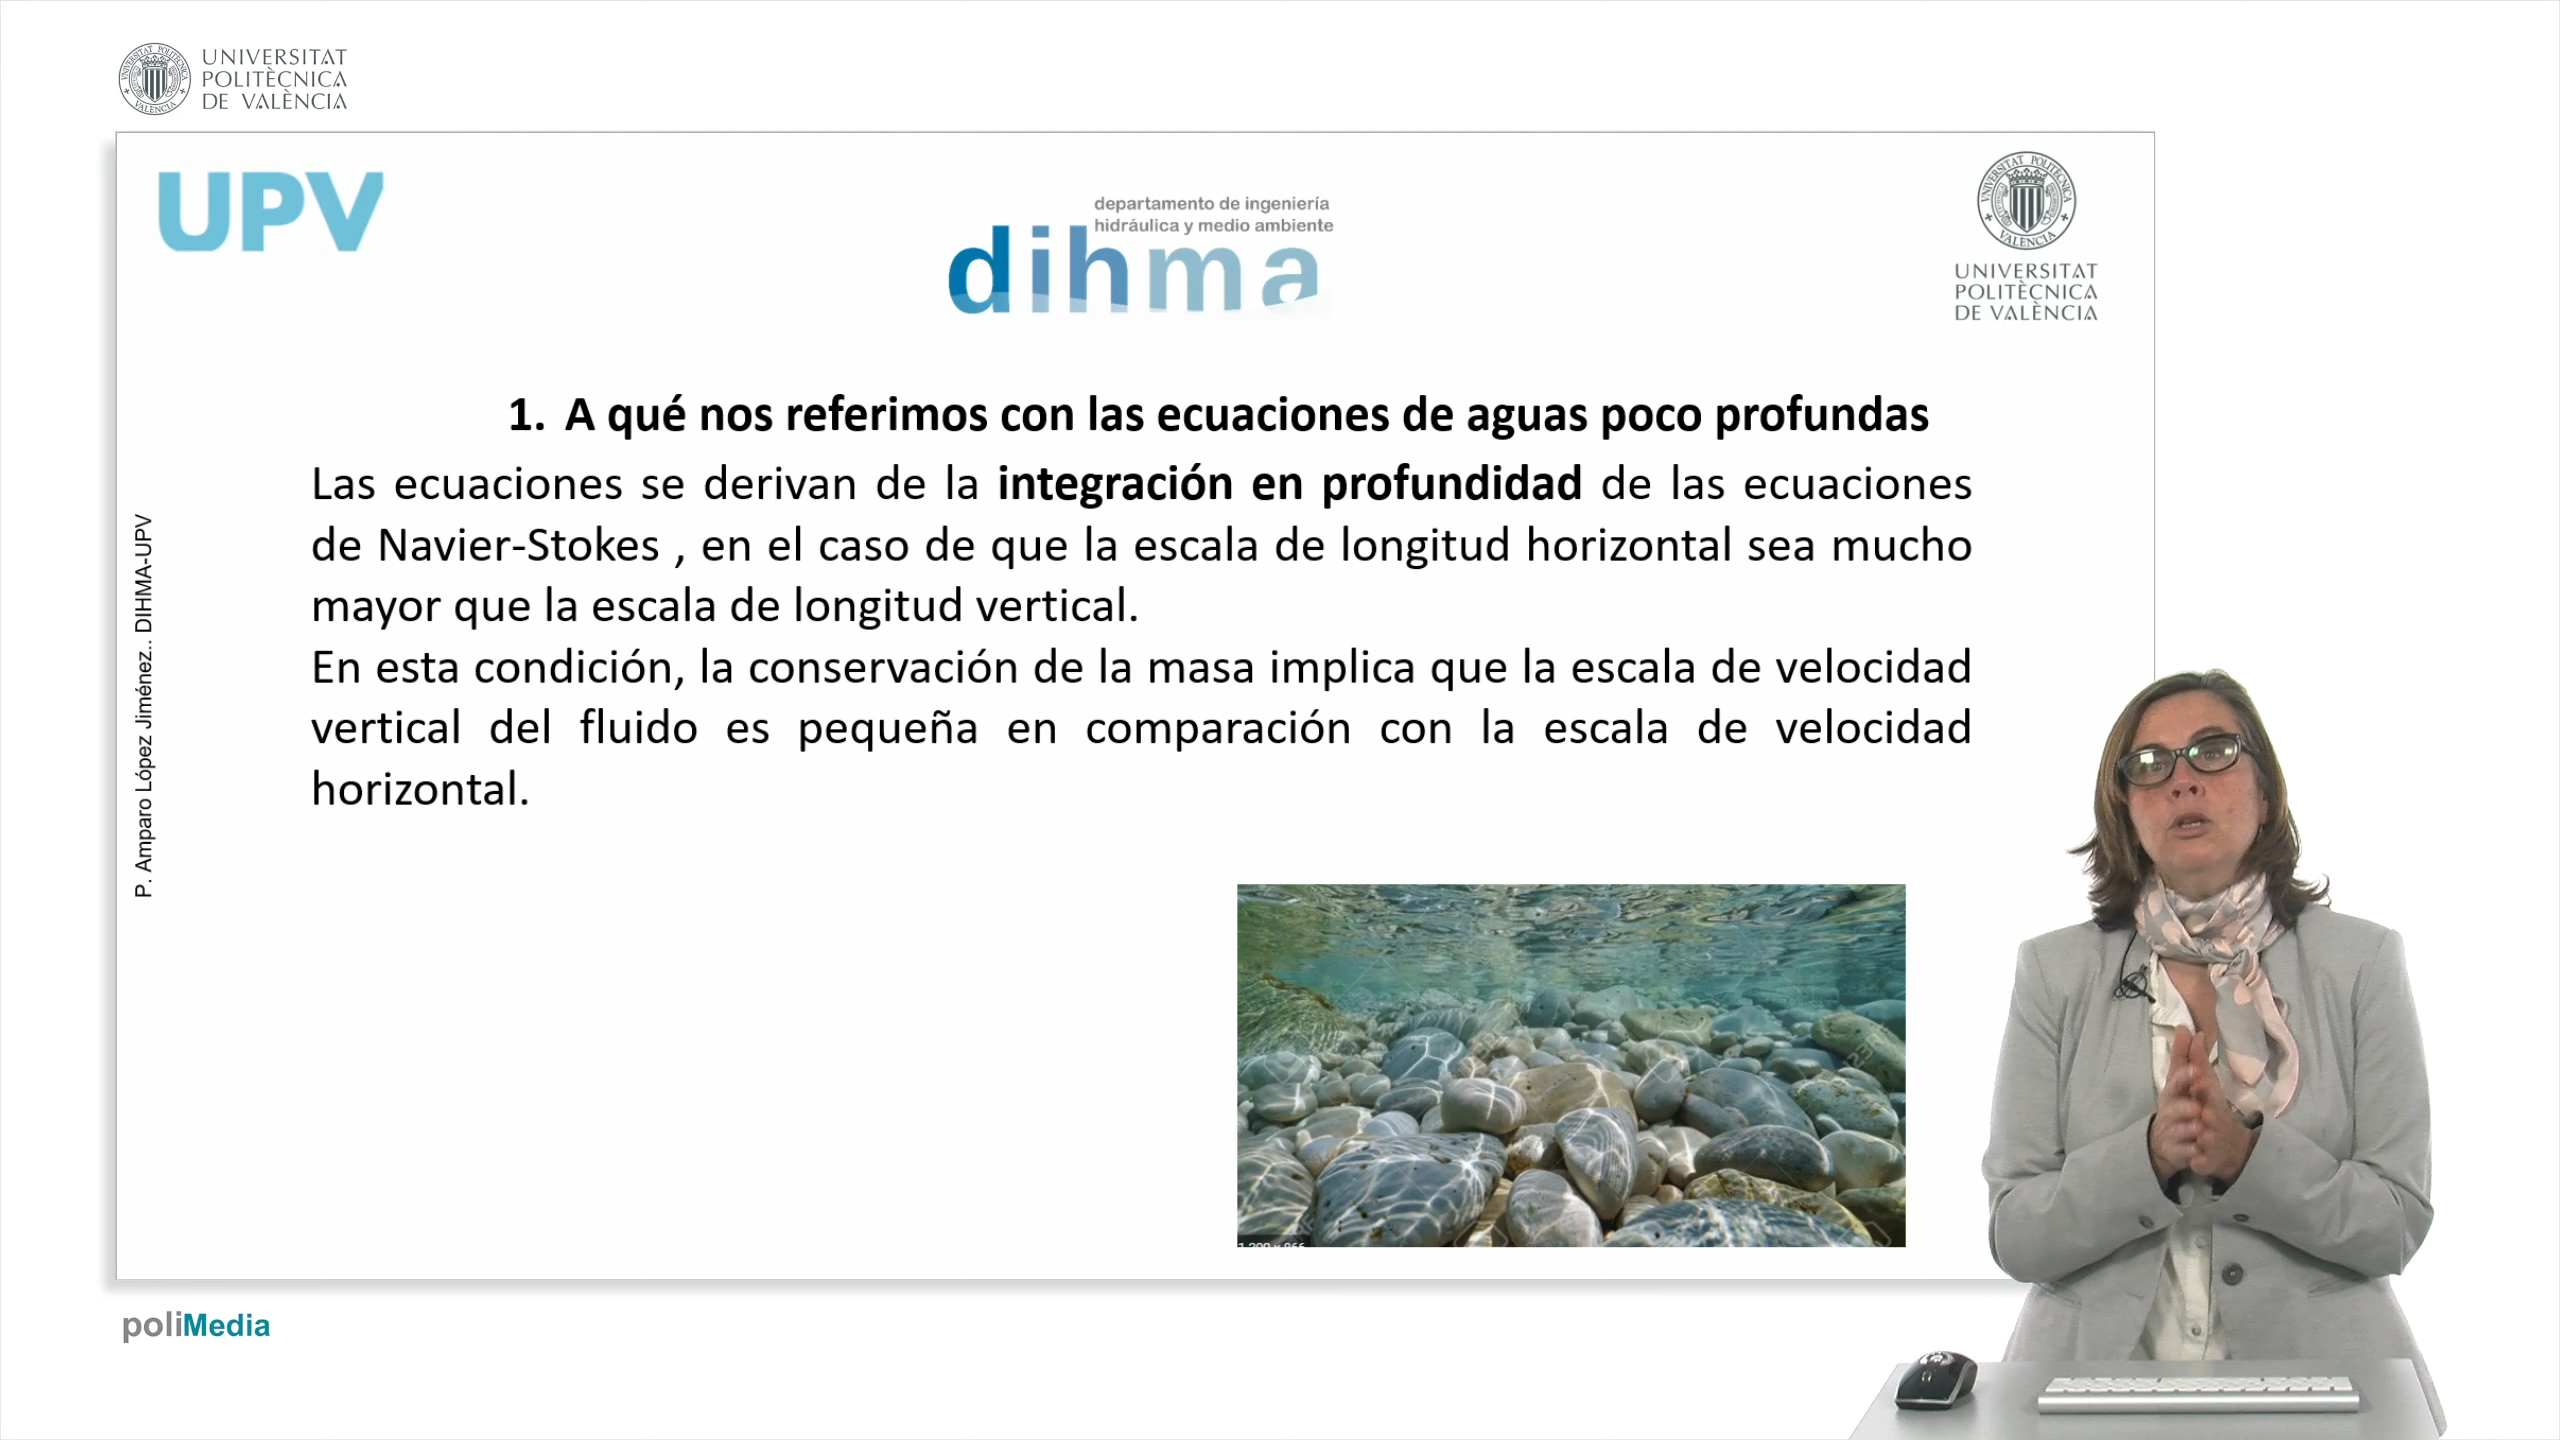 UNIVERSITAT
POLITÈCNICA
DE VALÈNCIA
UPV
departamento de ingeniería
hidráulica y medio ambiente
dihma
UNIVERSITAT
POLITÈCNICA
DE VALÈNCIA
1. A qué nos referimos con las ecuaciones de aguas poco profundas
Las ecuaciones se derivan de la integración en profundidad de las ecuaciones
de Navier-Stokes , en el caso de que la escala de longitud horizontal sea mucho
mayor que la escala de longitud vertical.
En esta condición, la conservación de la masa implica que la escala de velocidad
vertical del fluido es pequeña en comparación con la escala de velocidad
horizontal.
P. Amparo López Jiménez.. DIHMA-UPV
poliMedia